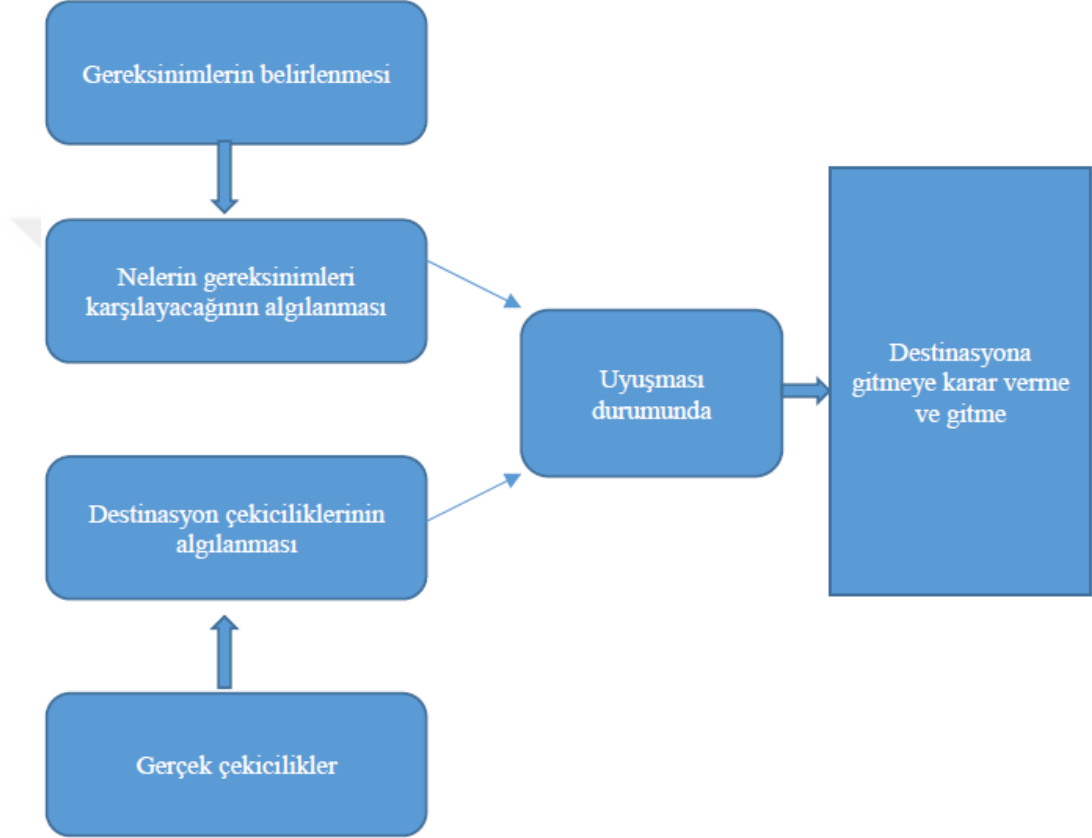 Gereksinimlerin belirlenmesi
Nelerin gereksinimleri
karşılayacağının algılanması
Destinasyon çekiciliklerinin
algılanması
Gerçek çekicilikler
Uyuşması
durumunda
Destinasyona
gitmeye karar verme
ve gitme